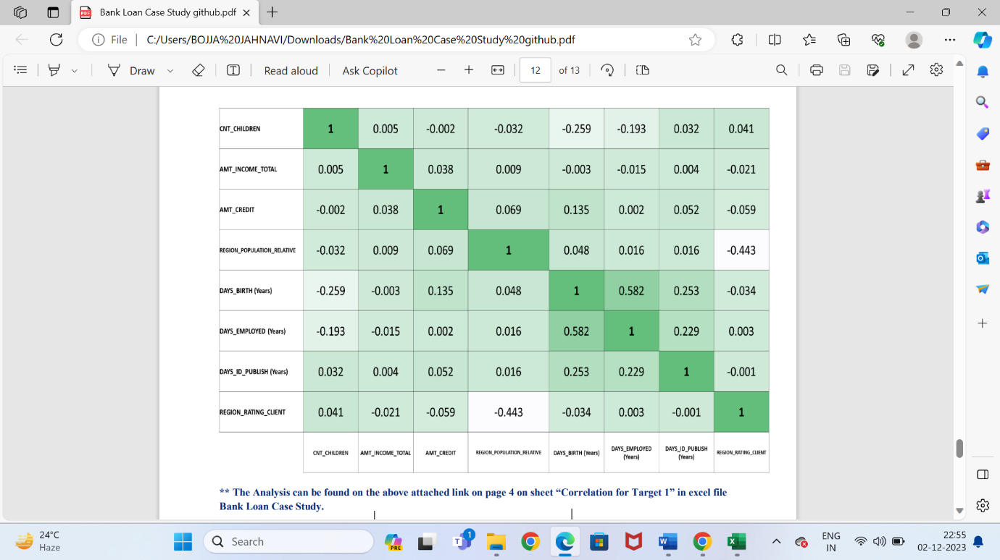 Bank Loan Case Study github.pdf
File C:/Users/BOJJA%20JAHNAVI/Downloads/Bank%20Loan%20Case%20Study%20github.pdf
Draw Read aloud Ask Copilot 12 of 13
CNT_CHILDREN 1 0.005 -0.002 -0.032 -0.259 -0.193 0.032 0.041
AMT_INCOME_TOTAL 0.005 1 0.038 0.009 -0.003 -0.015 0.004 -0.021
AMT_CREDIT -0.002 0.038 1 0.069 0.135 0.002 0.052 -0.059
REGION_POPULATION_RELATIVE -0.032 0.009 0.069 1 0.048 0.016 0.016 -0.443
DAYS_BIRTH (Years) -0.259 -0.003 0.135 0.048 1 0.582 0.253 -0.034
DAYS_EMPLOYED (Years) -0.193 -0.015 0.002 0.016 0.582 1 0.229 0.003
DAYS_ID_PUBLISH (Years) 0.032 0.004 0.052 0.016 0.253 0.229 1 -0.001
REGION_RATING_CLIENT 0.041 -0.021 -0.059 -0.443 -0.034 0.003 -0.001 1
CNT_CHILDREN AMT_INCOME_TOTAL AMT_CREDIT REGION_POPULATION_RELATIVE DAYS_BIRTH (Years) DAYS_EMPLOYED (Years) DAYS_ID_PUBLISH (Years) REGION_RATING_CLIENT
** The Analysis can be found on the above attached link on page 4 on sheet “Correlation for Target 1” in excel file
Bank Loan Case Study.
24°C
Haze
Search
PRE
1
ENG
IN
22:55
02-12-2023